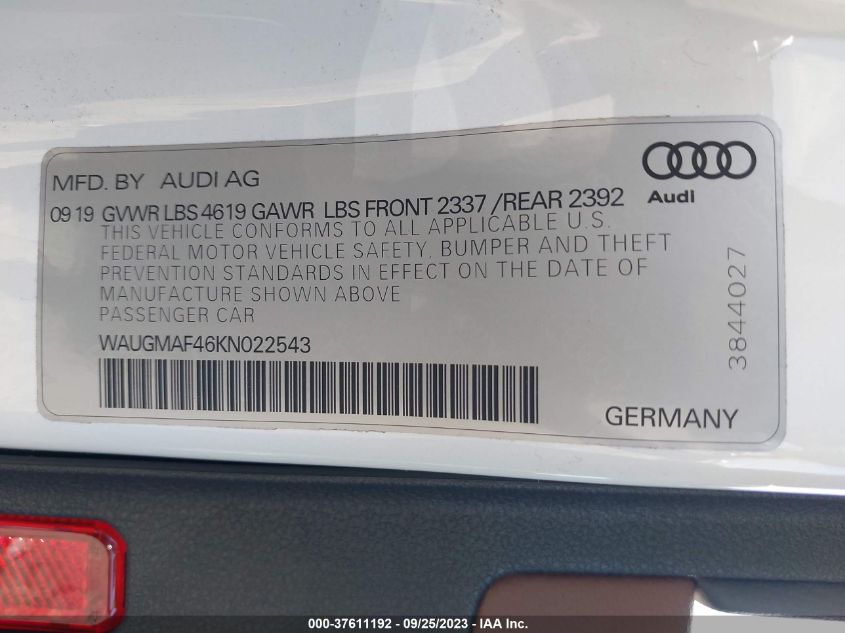 MFD. BY AUDI AG
Audi
09 19 GVWR LBS 4619 GAWR LBS FRONT 2337 /REAR 2392
THIS VEHICLE CONFORMS TO ALL APPLICABLE U.S.
FEDERAL MOTOR VEHICLE SAFETY, BUMPER AND THEFT
PREVENTION STANDARDS IN EFFECT ON THE DATE OF
MANUFACTURE SHOWN ABOVE
PASSENGER CAR
WAUGMAF46KN022543
3844027
GERMANY
000-37611192 - 09/25/2023 - IAA Inc.